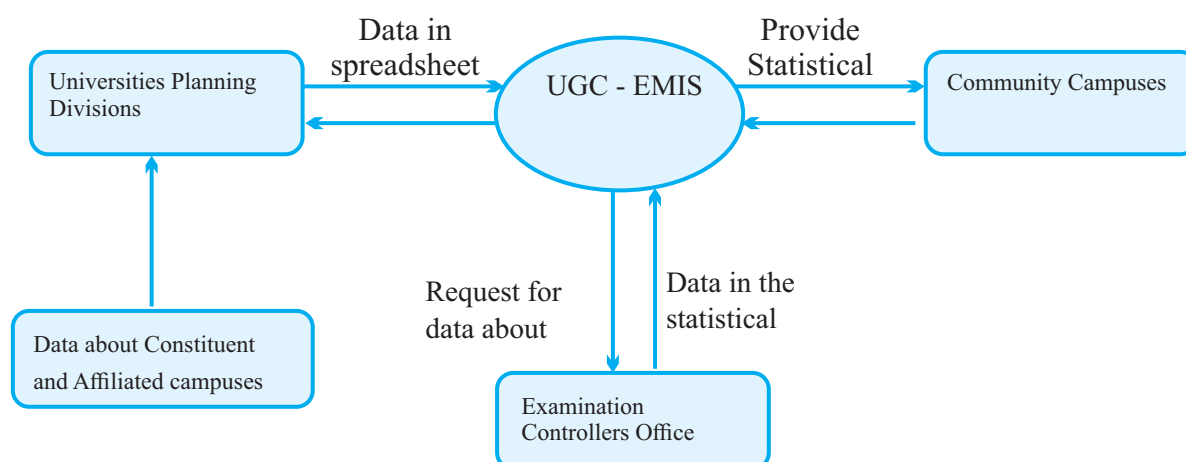 Data in
spreadsheet
Provide
Statistical
Universities Planning
Divisions
UGC - EMIS
Community Campuses
Request for
data about
Data in the
statistical
Data about Constituent
and Affiliated campuses
Examination
Controllers Office